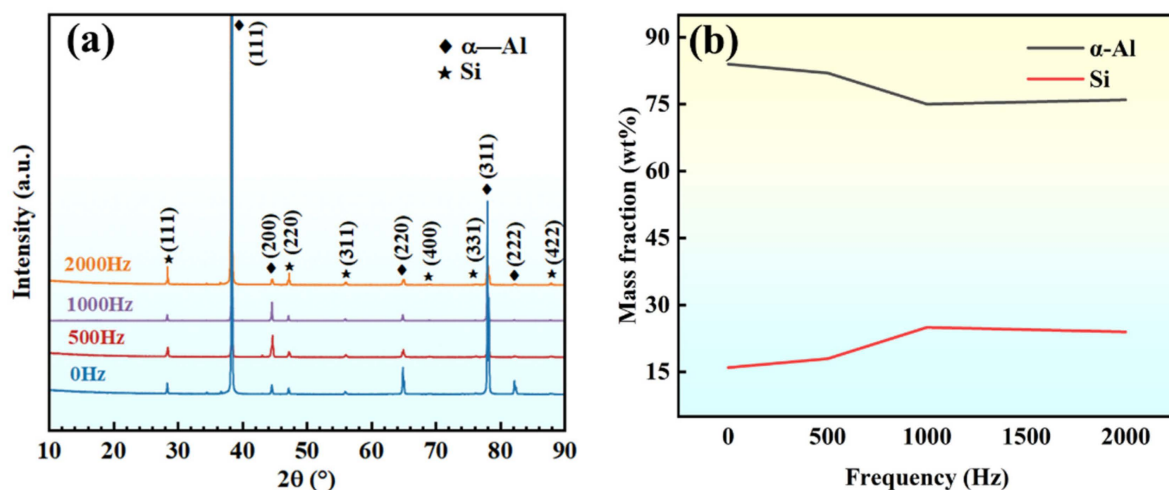 (a)
(111)
◆ α—Al
★ Si
(111)
(200)
(220)
(311)
(220)
(400)
(331)
(311)
(222)
(422)
2000Hz
1000Hz
500Hz
0Hz
Intensity (a.u.)
10 20 30 40 50 60 70 80 90
2θ (°)
(b)
α-Al
Si
90
75
60
45
30
15
Mass fraction (wt%)
0 500 1000 1500 2000
Frequency (Hz)